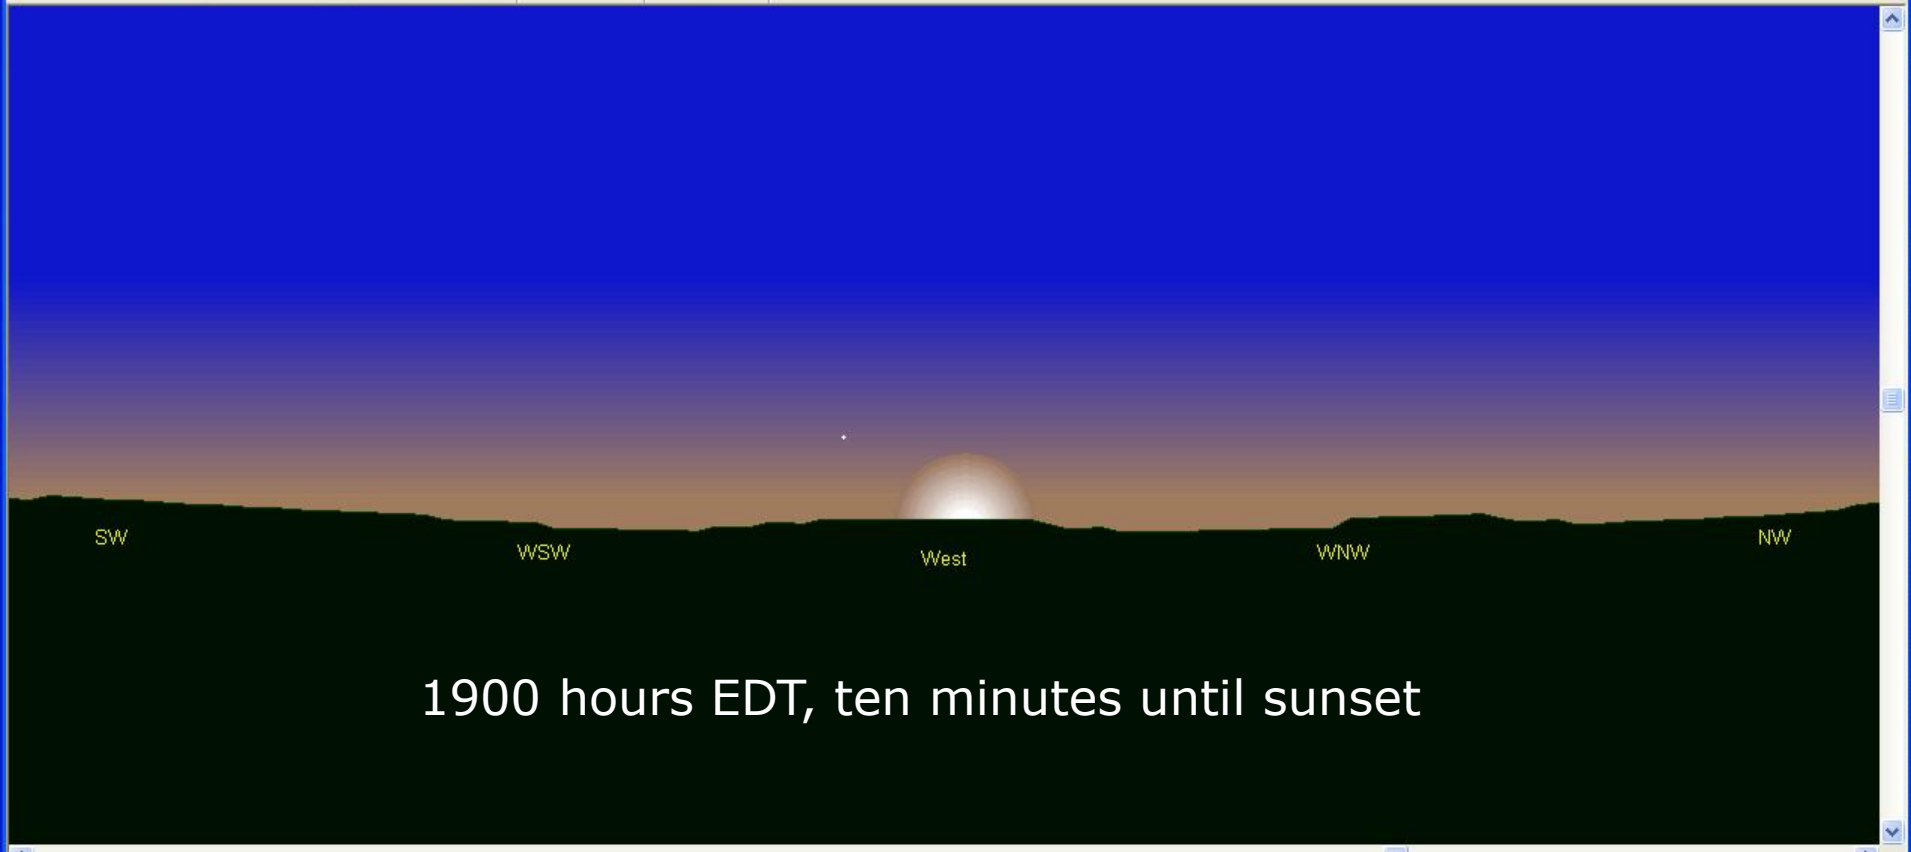 SW
WSW
West
WNW
NW
1900 hours EDT, ten minutes until sunset